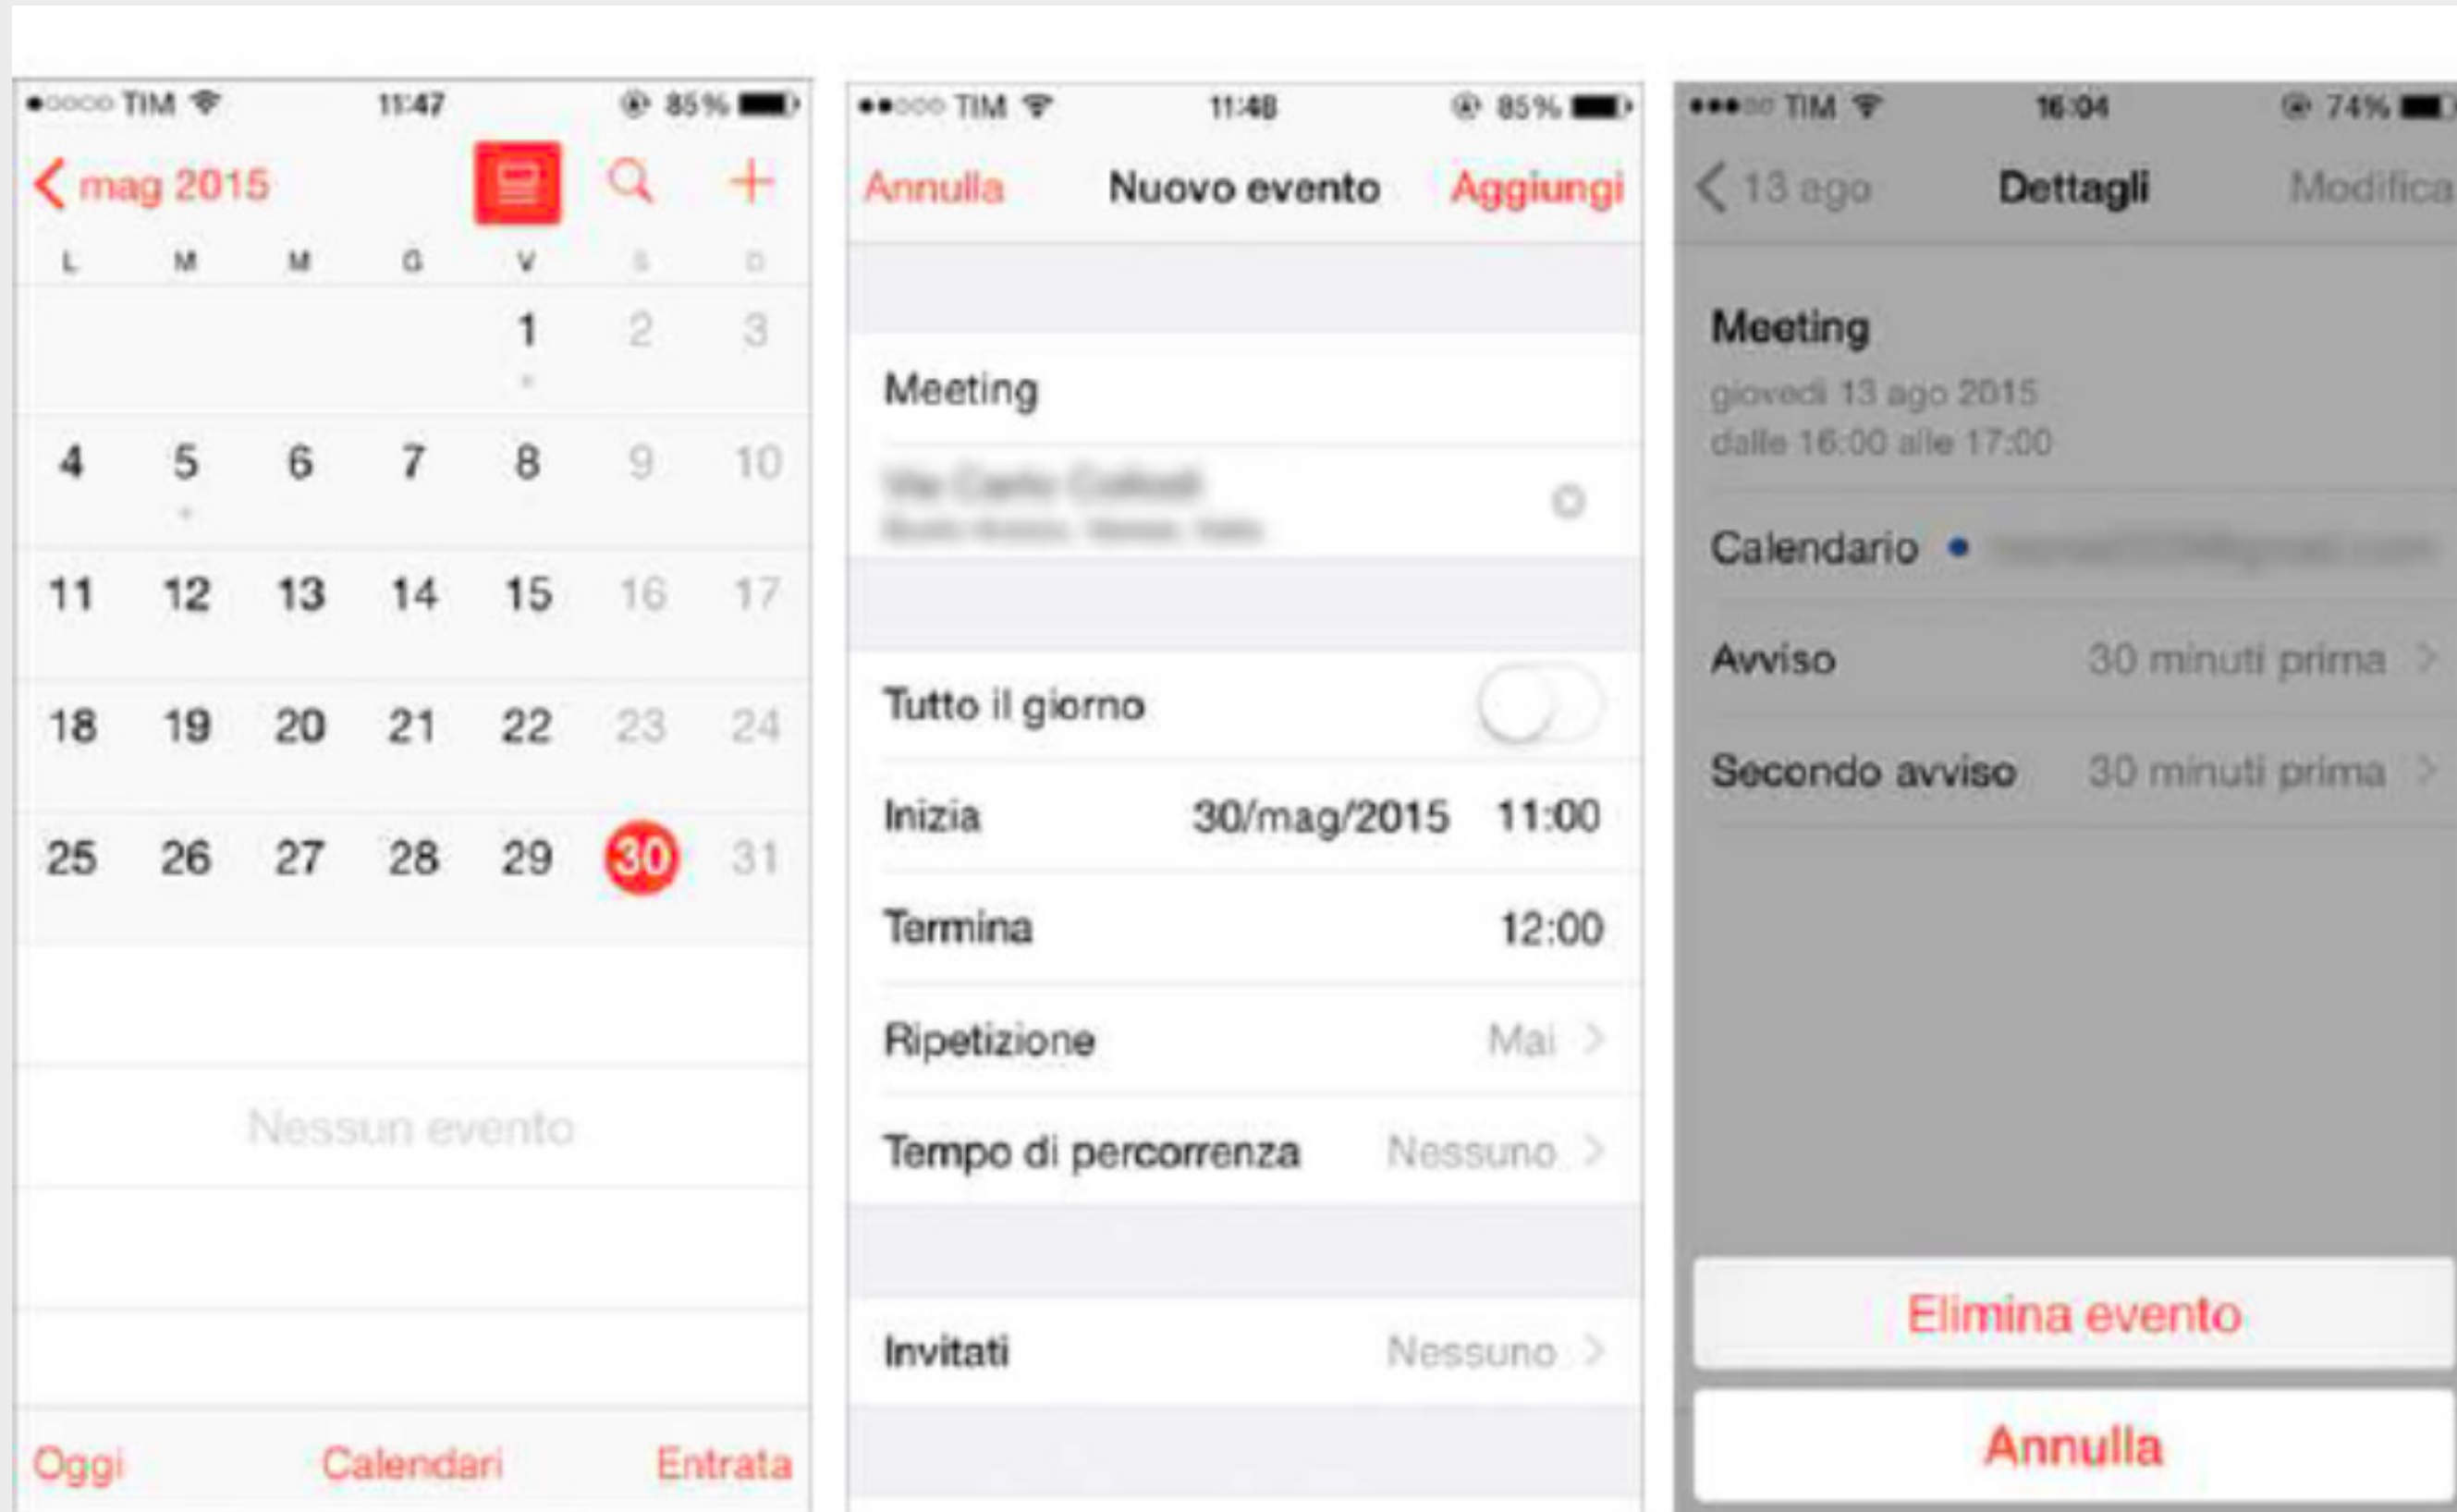 TIM 11:47 85%
mag 2015
L M M G V S D
1 2 3
4 5 6 7 8 9 10
11 12 13 14 15 16 17
18 19 20 21 22 23 24
25 26 27 28 29 30 31
Nessun evento
Oggi Calendari Entrata
TIM 11:48 85%
Annulla Nuovo evento Aggiungi
Meeting
Tutto il giorno
Inizia 30/mag/2015 11:00
Termina 12:00
Ripetizione Mai
Tempo di percorrenza Nessuno
Invitati Nessuno
TIM 16:04 74%
13 ago Dettagli Modifica
Meeting
giovedì 13 ago 2015
dalle 16:00 alle 17:00
Calendario
Avviso 30 minuti prima
Secondo avviso 30 minuti prima
Elimina evento
Annulla